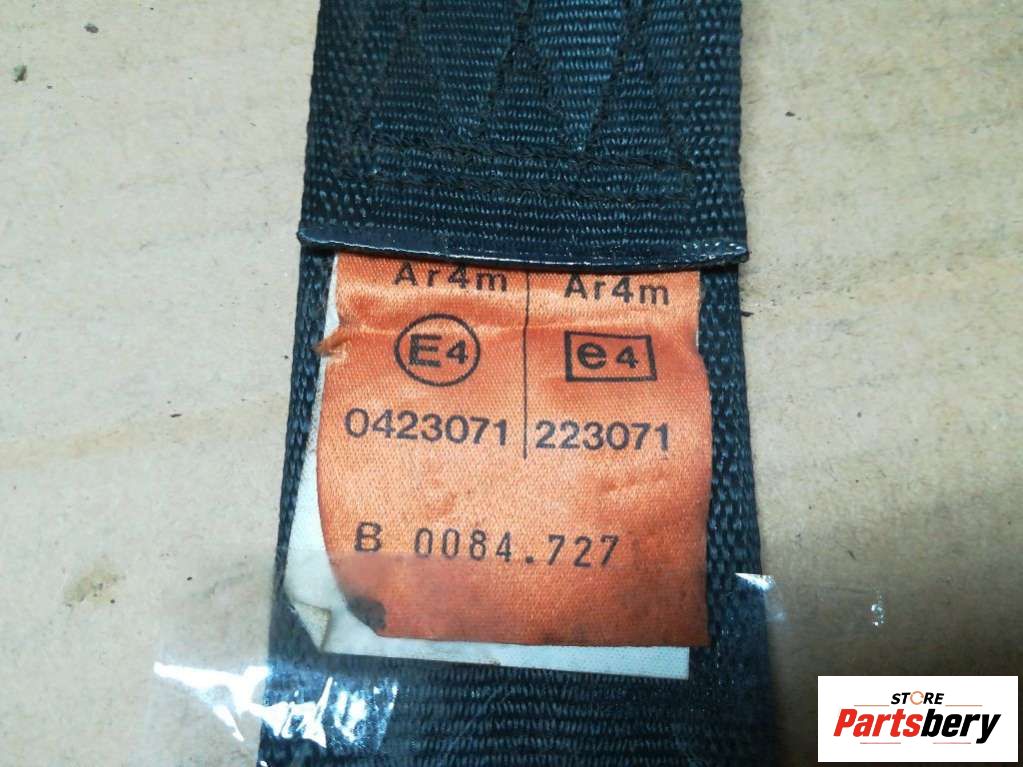 Ar4m Ar4m
E4 e4
0423071 223071
B 0084.727
STORE
Partsbery